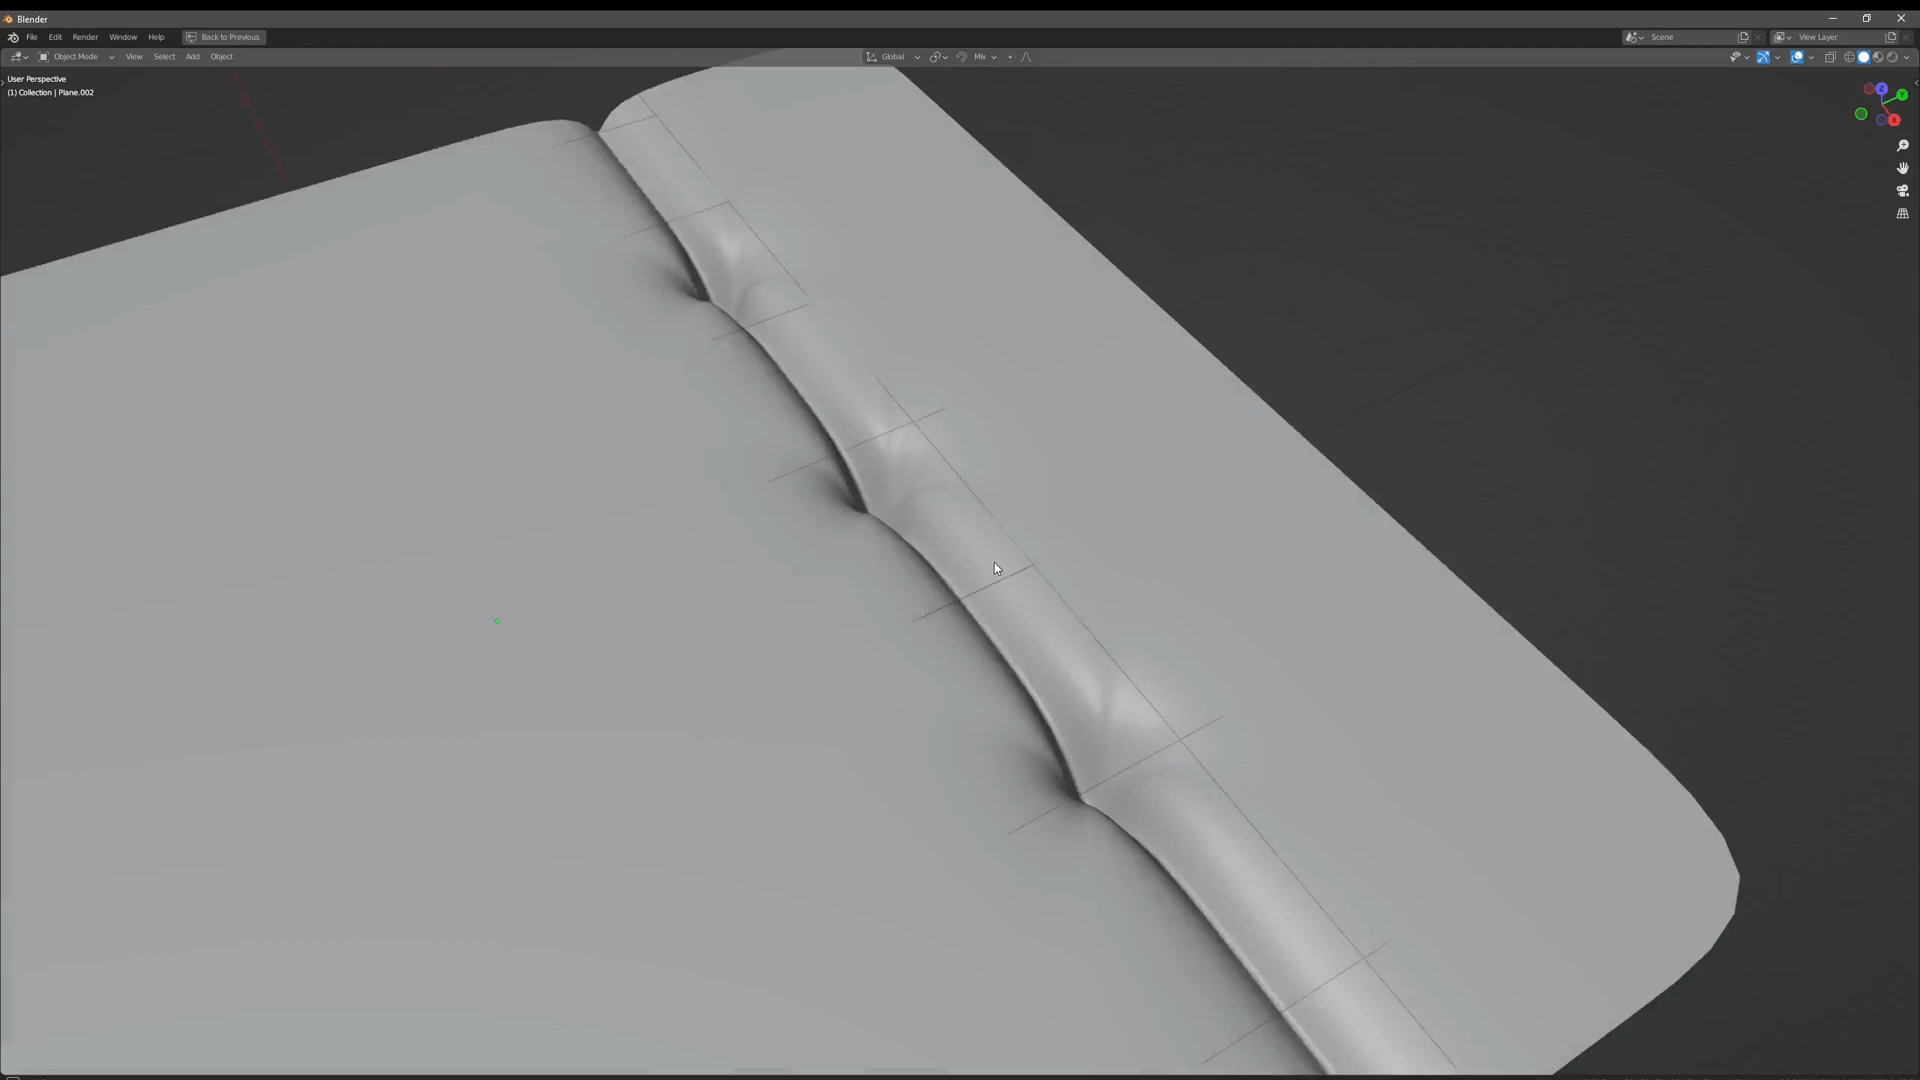 Blender
File Edit Render Window Help Back to Previous Scene View Layer
Object Mode View Select Add Object Global Mix
User Perspective
(1) Collection | Plane.002
Z
Y
X